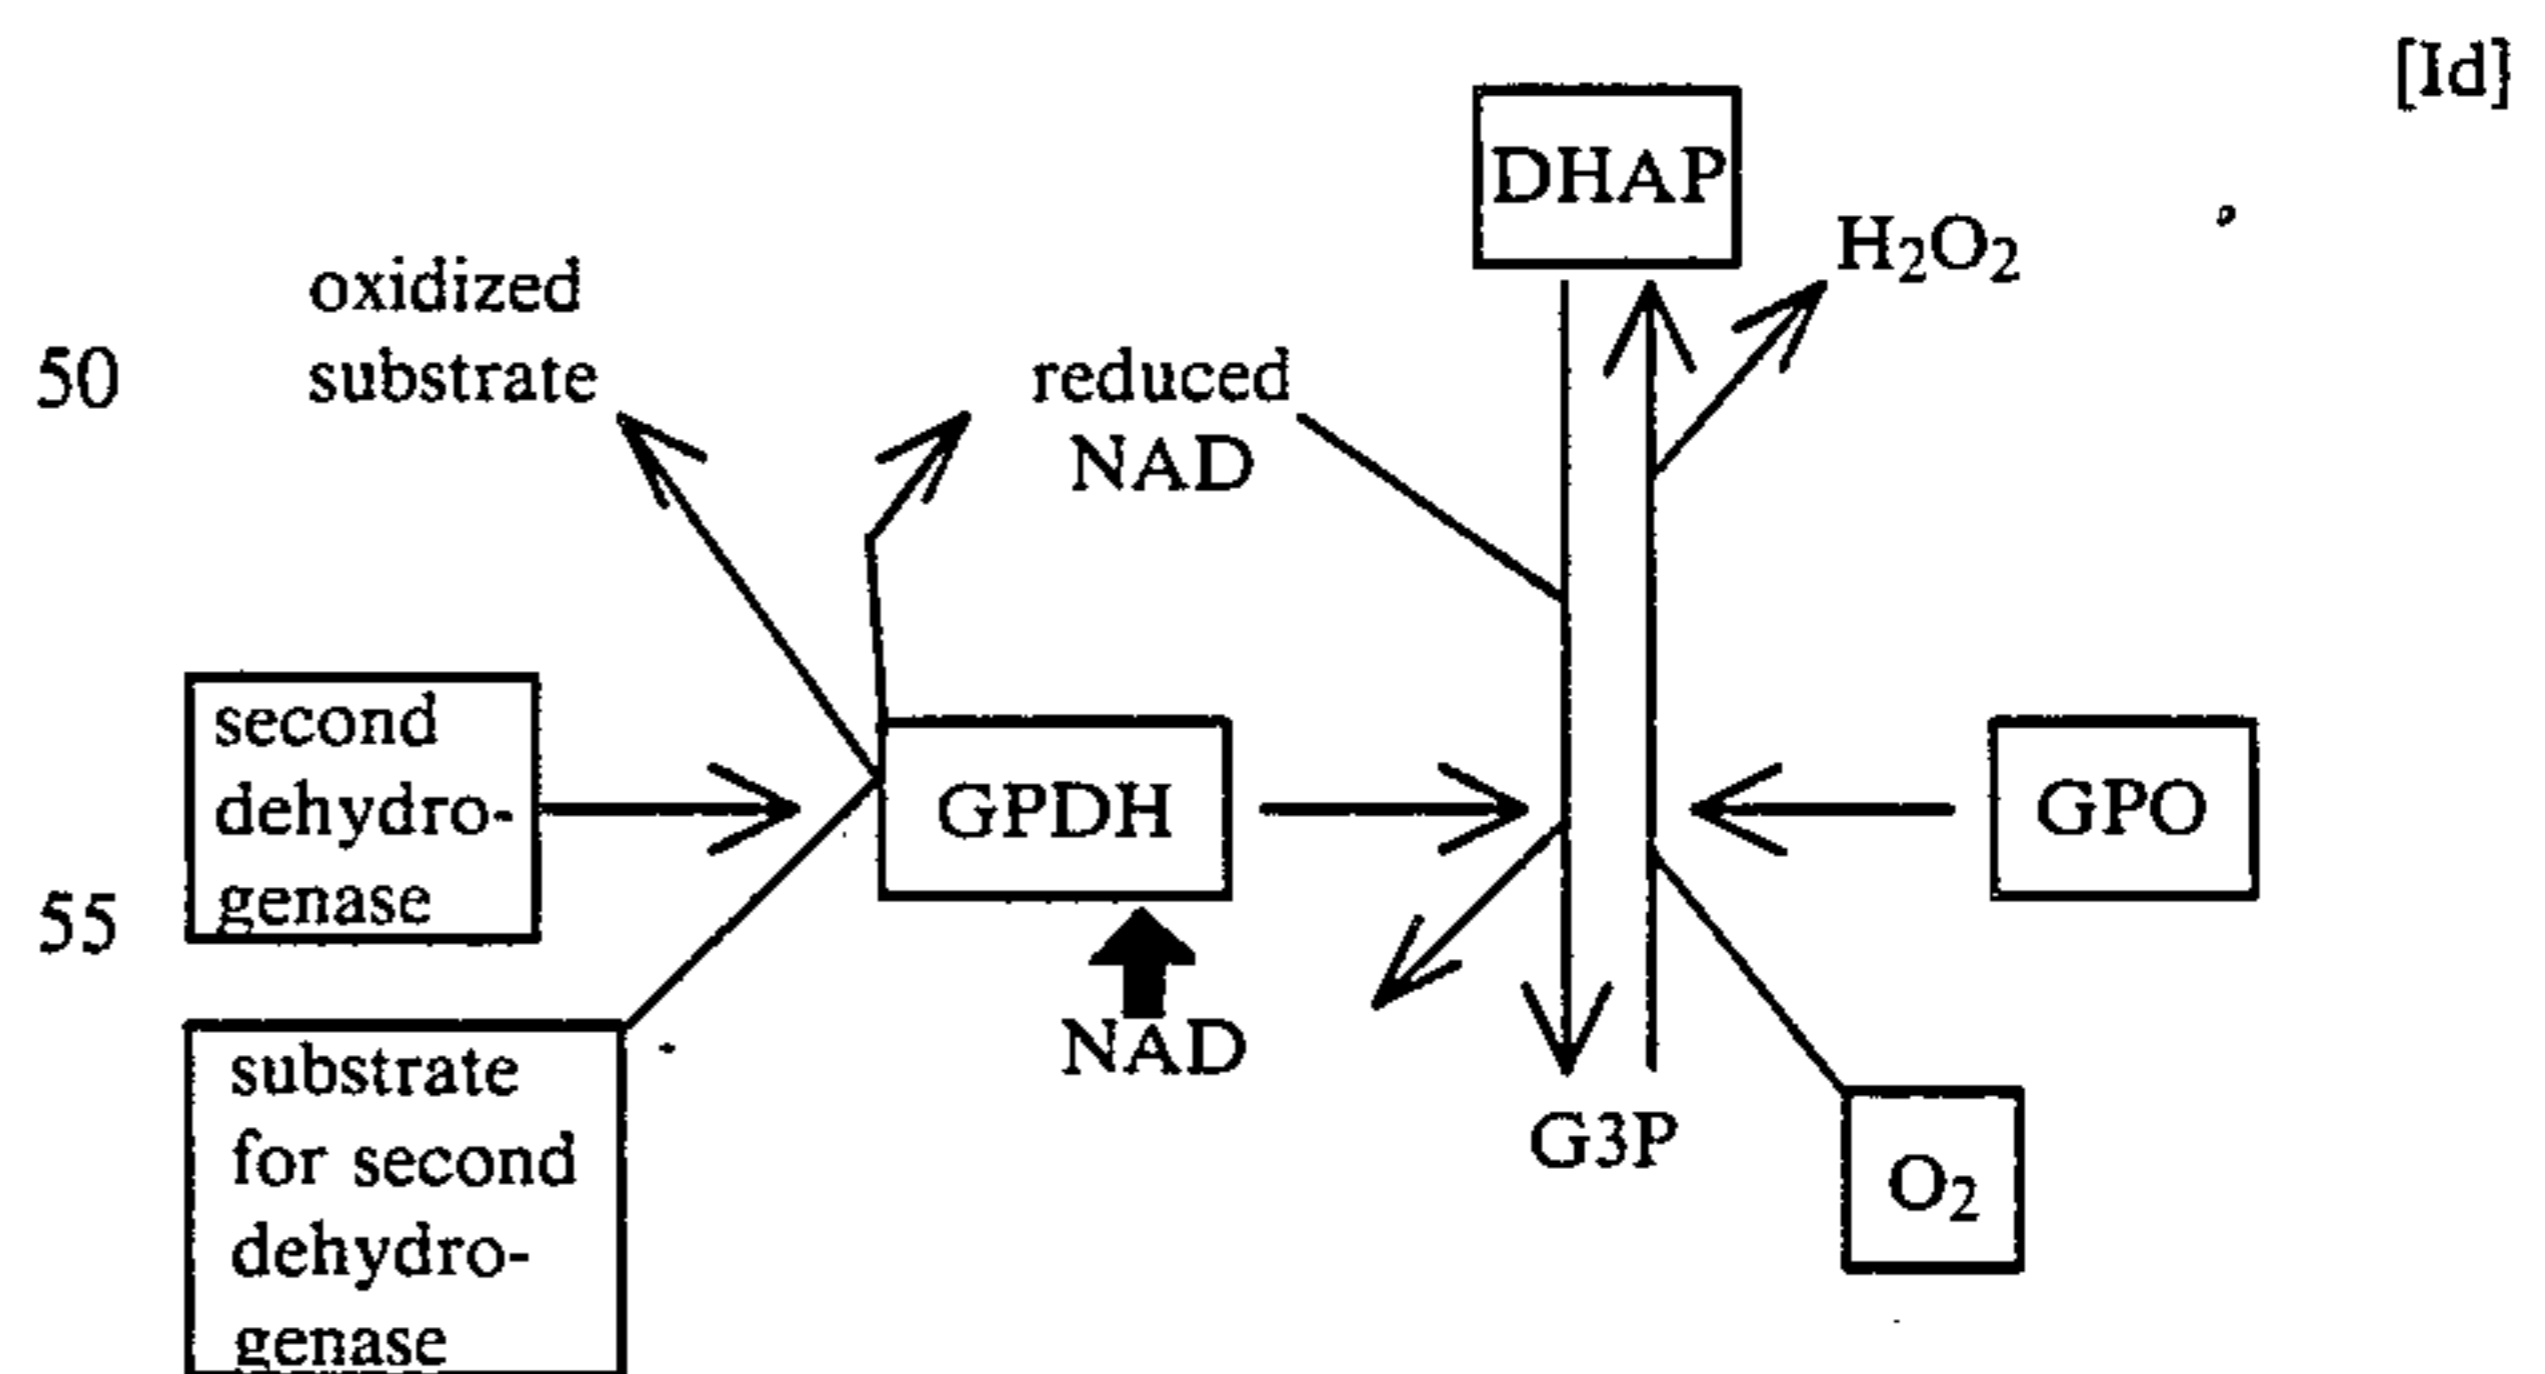 [Id]
DHAP
H₂O₂
oxidized
50 substrate
reduced
NAD
second
dehydro-
genase
GPDH
GPO
55
NAD
substrate
for second
dehydro-
genase
G3P
O₂